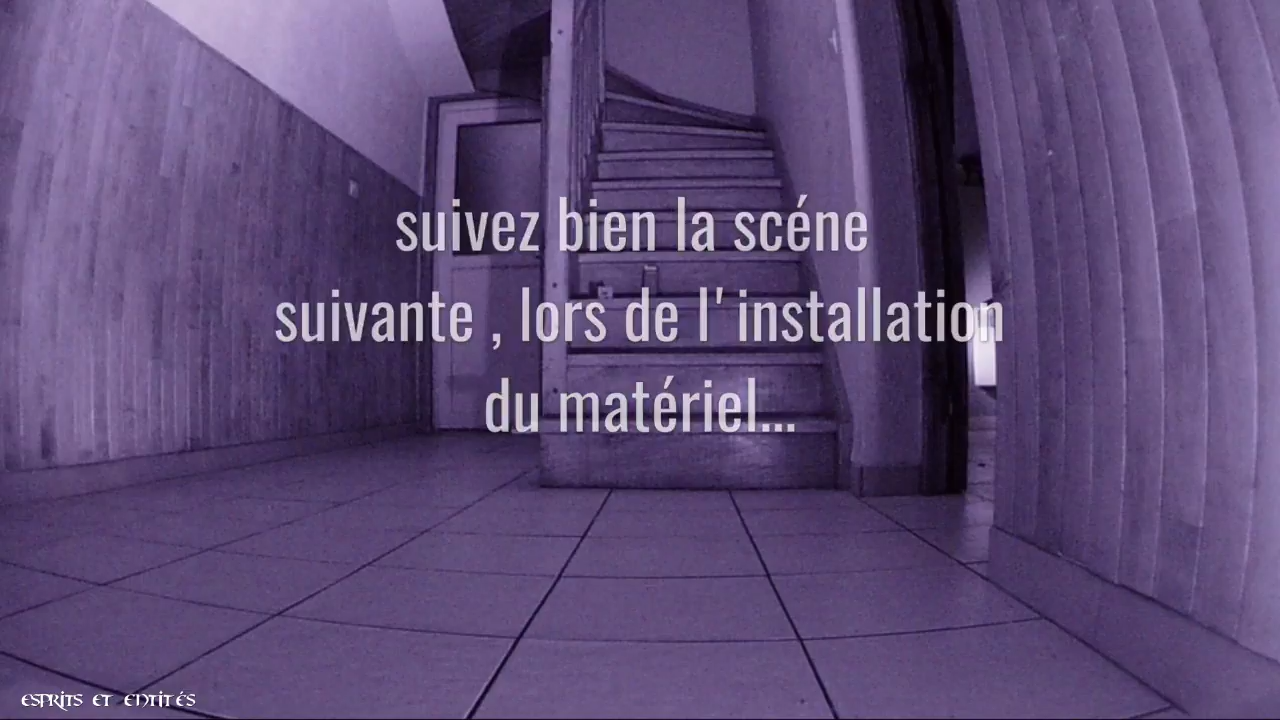 suivez bien la scéne
suivante , lors de l' installation
du matériel...
ESPRITS ET ENTITÉS